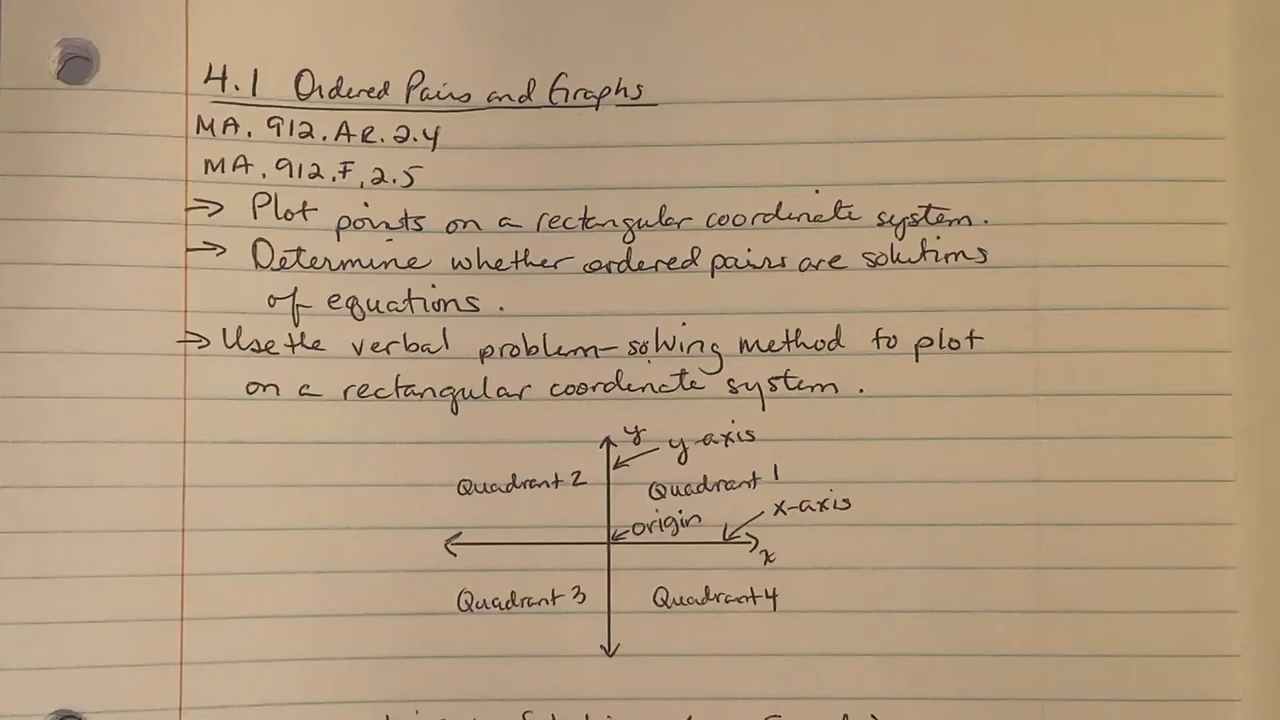 4.1 Ordered Pairs and Graphs
MA.912.AR.2.4
MA.912.F.2.5
→ Plot points on a rectangular coordinate system.
→ Determine whether ordered pairs are solutions
of equations.
→ Use the verbal problem-solving method to plot
on a rectangular coordinate system.
y
y-axis
Quadrant 2
Quadrant 1
x-axis
origin
x
Quadrant 3
Quadrant 4